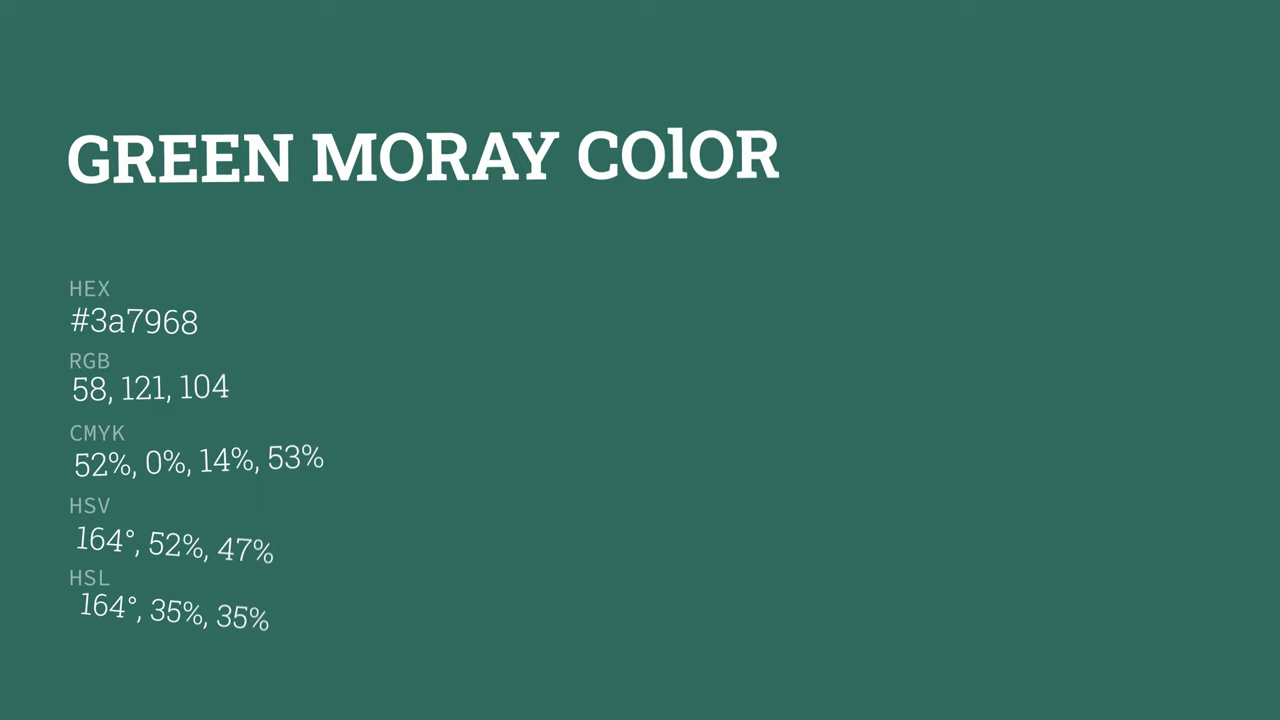 GREEN MORAY COlOR
HEX
#3a7968
RGB
58, 121, 104
CMYK
52%, 0%, 14%, 53%
HSV
164°, 52%, 47%
HSL
164°, 35%, 35%